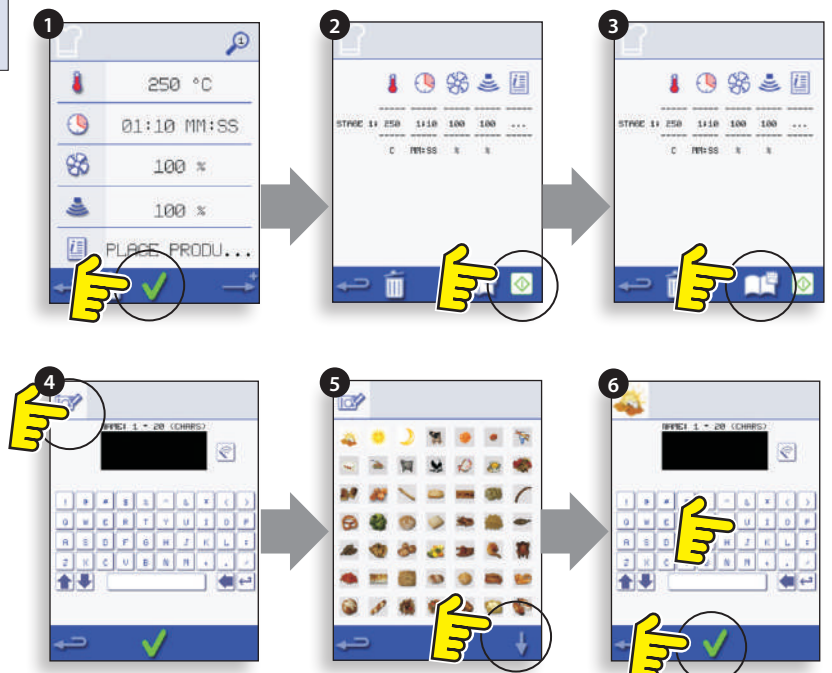 1
1
250 °C
01:10 MM:SS
100 %
100 %
i
PLACE PRODU...
2
i
STAGE 1: 250 1:10 100 100 ...
C MM:SS % %
3
i
STAGE 1: 250 1:10 100 100 ...
C MM:SS % %
4
NAME: 1 - 20 (CHARS)
Q W E R T Y U I O P
A S D F G H J K L :
Z X C V B N M , . /
5
6
NAME: 1 - 20 (CHARS)
U I O P
A S D J K L :
Z X C V B N M , . /